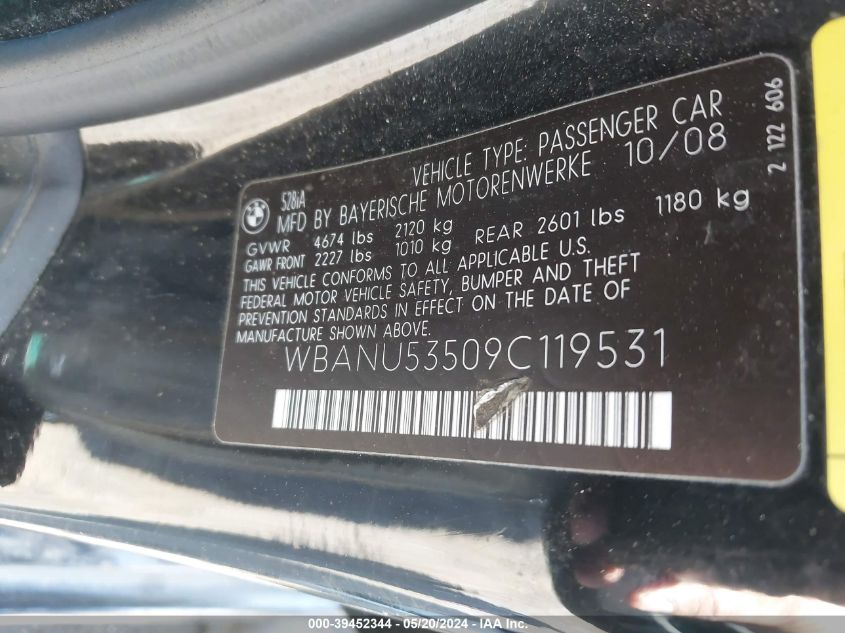 528iA
VEHICLE TYPE: PASSENGER CAR
MFD BY BAYERISCHE MOTORENWERKE 10/08
GVWR 4674 lbs 2120 kg
GAWR FRONT 2227 lbs 1010 kg REAR 2601 lbs 1180 kg
THIS VEHICLE CONFORMS TO ALL APPLICABLE U.S.
FEDERAL MOTOR VEHICLE SAFETY, BUMPER AND THEFT
PREVENTION STANDARDS IN EFFECT ON THE DATE OF
MANUFACTURE SHOWN ABOVE.
WBANU53509C119531
2 122 606
000-39452344 - 05/20/2024 - IAA Inc.